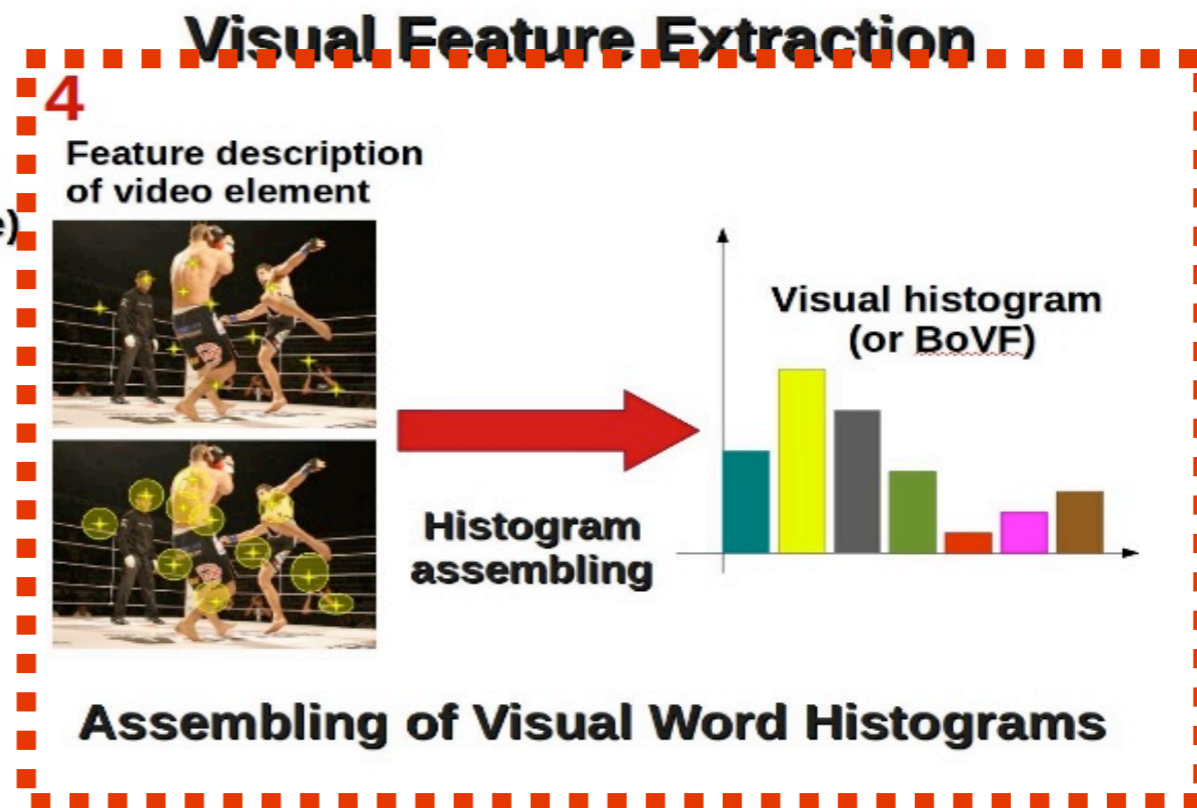 Visual Feature Extraction
4
Feature description
of video element
e)
Visual histogram
(or BoVF)
Histogram
assembling
Assembling of Visual Word Histograms